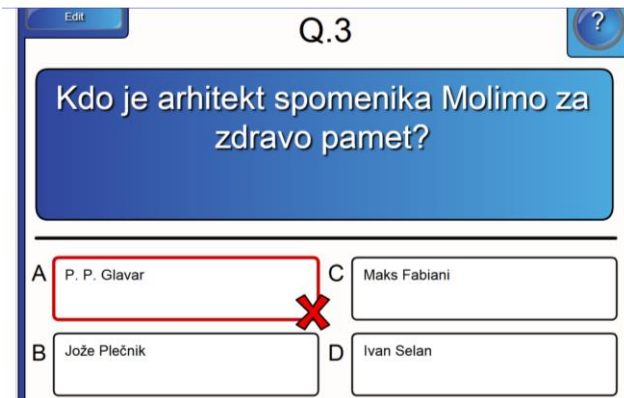 Edit
Q.3
?
Kdo je arhitekt spomenika Molimo za
zdravo pamet?
A
P. P. Glavar
C
Maks Fabiani
B
Jože Plečnik
D
Ivan Selan